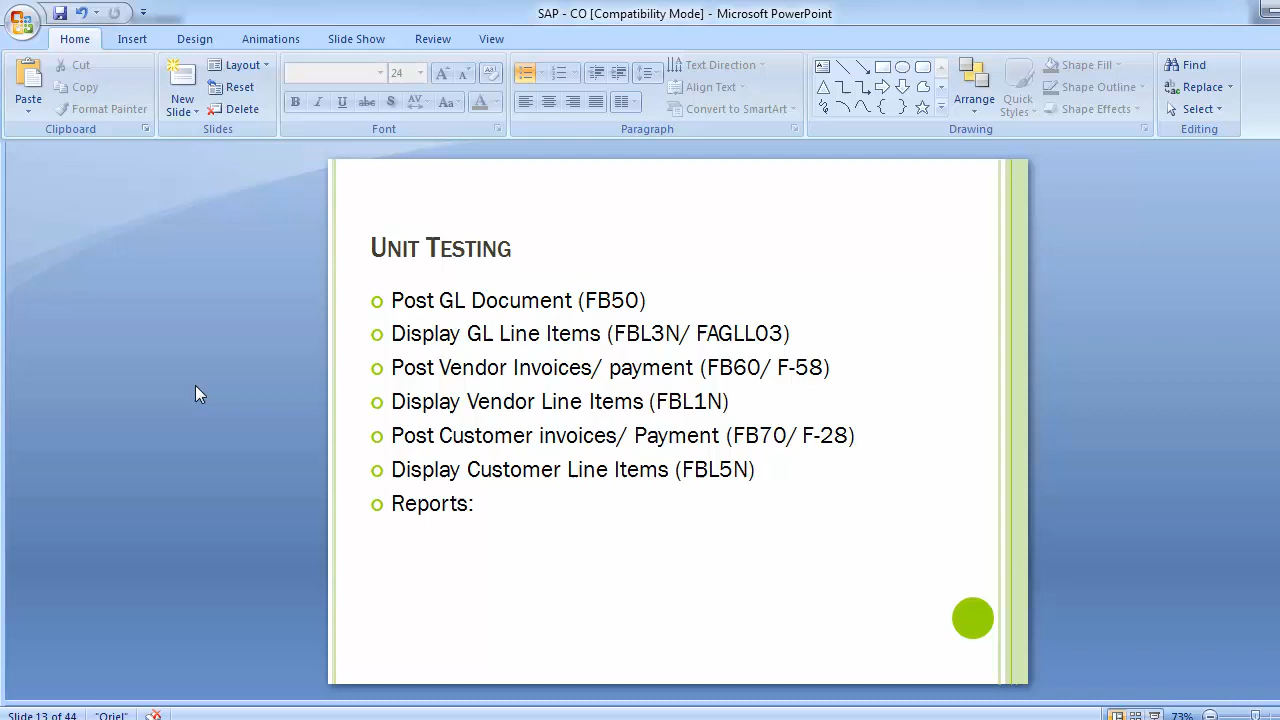 SAP - CO [Compatibility Mode] - Microsoft PowerPoint
Home Insert Design Animations Slide Show Review View
Paste
Cut
Copy
Format Painter
Clipboard
New Slide
Layout
Reset
Delete
Slides
24
B I U abc S AV Aa A
Font
Text Direction
Align Text
Convert to SmartArt
Paragraph
Arrange
Quick Styles
Shape Fill
Shape Outline
Shape Effects
Drawing
Find
Replace
Select
Editing
UNIT TESTING
Post GL Document (FB50)
Display GL Line Items (FBL3N/ FAGLL03)
Post Vendor Invoices/ payment (FB60/ F-58)
Display Vendor Line Items (FBL1N)
Post Customer invoices/ Payment (FB70/ F-28)
Display Customer Line Items (FBL5N)
Reports:
Slide 13 of 44 "Oriel" 73%